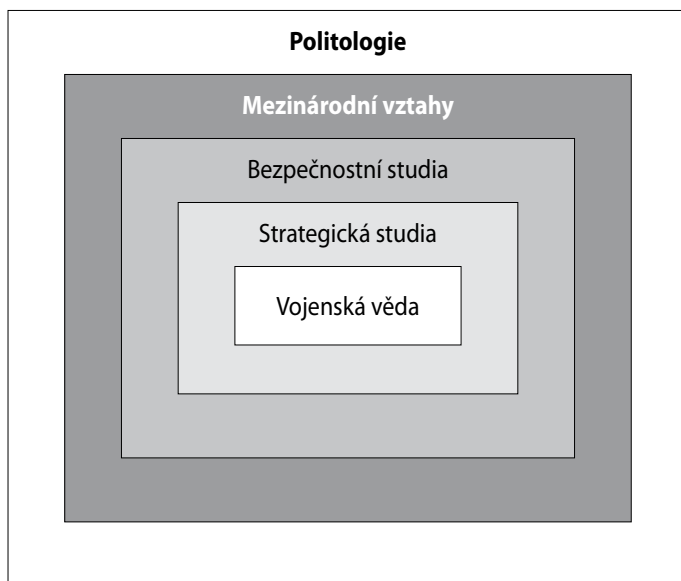 Politologie
Mezinárodní vztahy
Bezpečnostní studia
Strategická studia
Vojenská věda